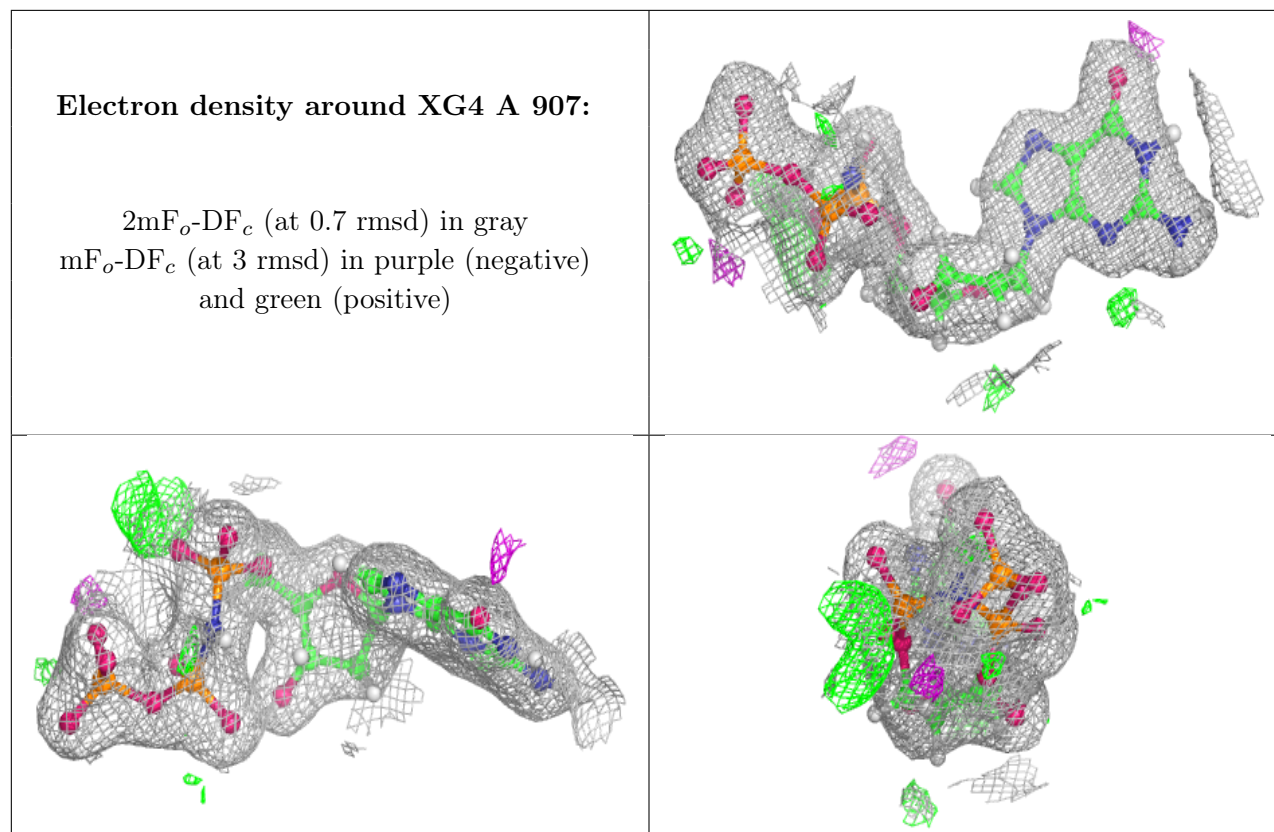 Electron density around XG4 A 907:
2mFo-DFc (at 0.7 rmsd) in gray
mFo-DFc (at 3 rmsd) in purple (negative)
and green (positive)